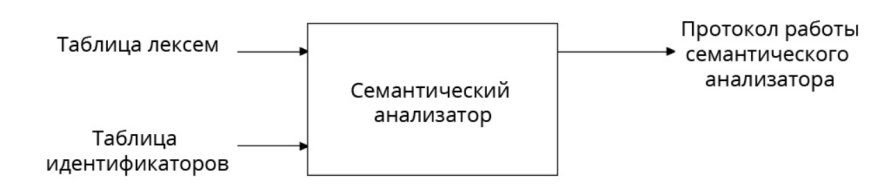 Таблица лексем
Таблица
идентификаторов
Семантический
анализатор
Протокол работы
семантического
анализатора